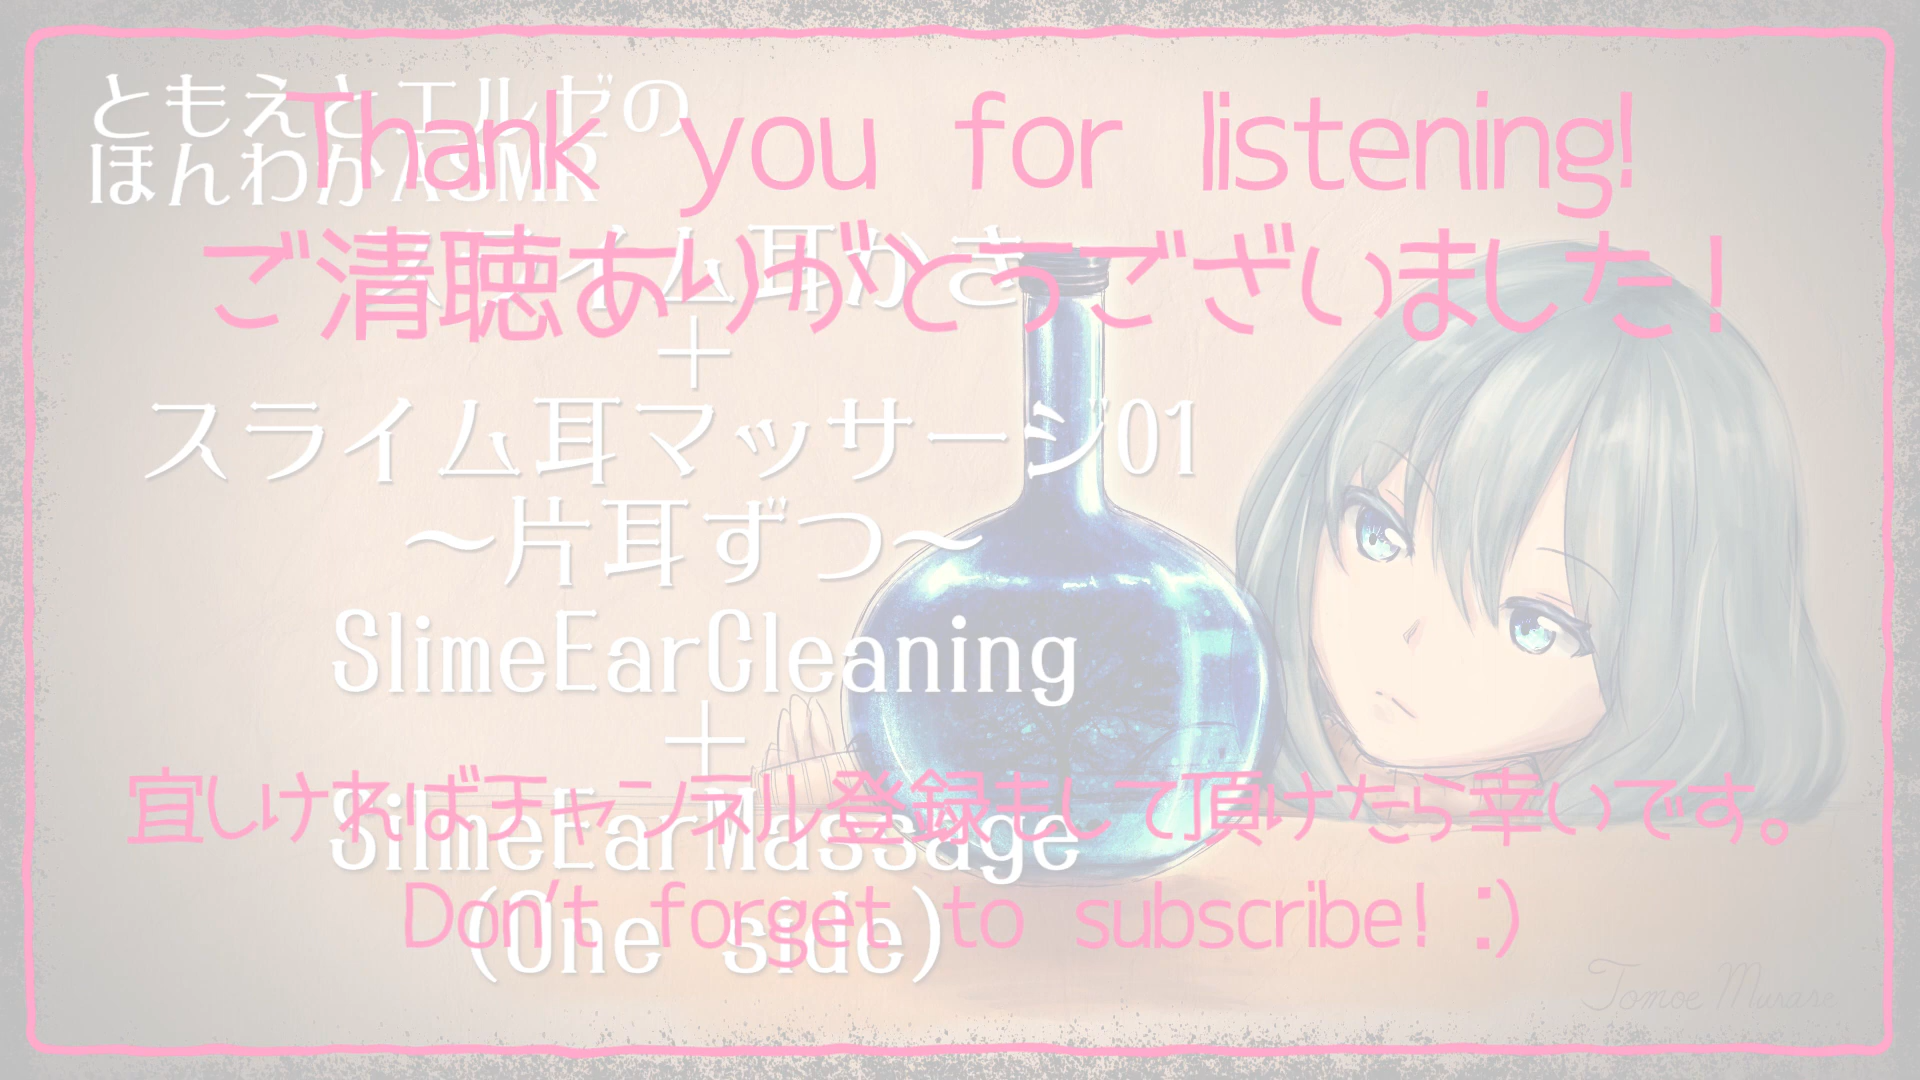 ともえとエルゼの
ほんわかASMR
Thank you for listening!
スライム耳かき
ご清聴ありがとうございました!
+
スライム耳マッサージ01
～片耳ずつ～
SlimeEarCleaning
+
宜しければチャンネル登録もして頂けたら幸いです。
SilmeEarMassage
Don't forget to subscribe! :)
(One side)
Tomoe Murase